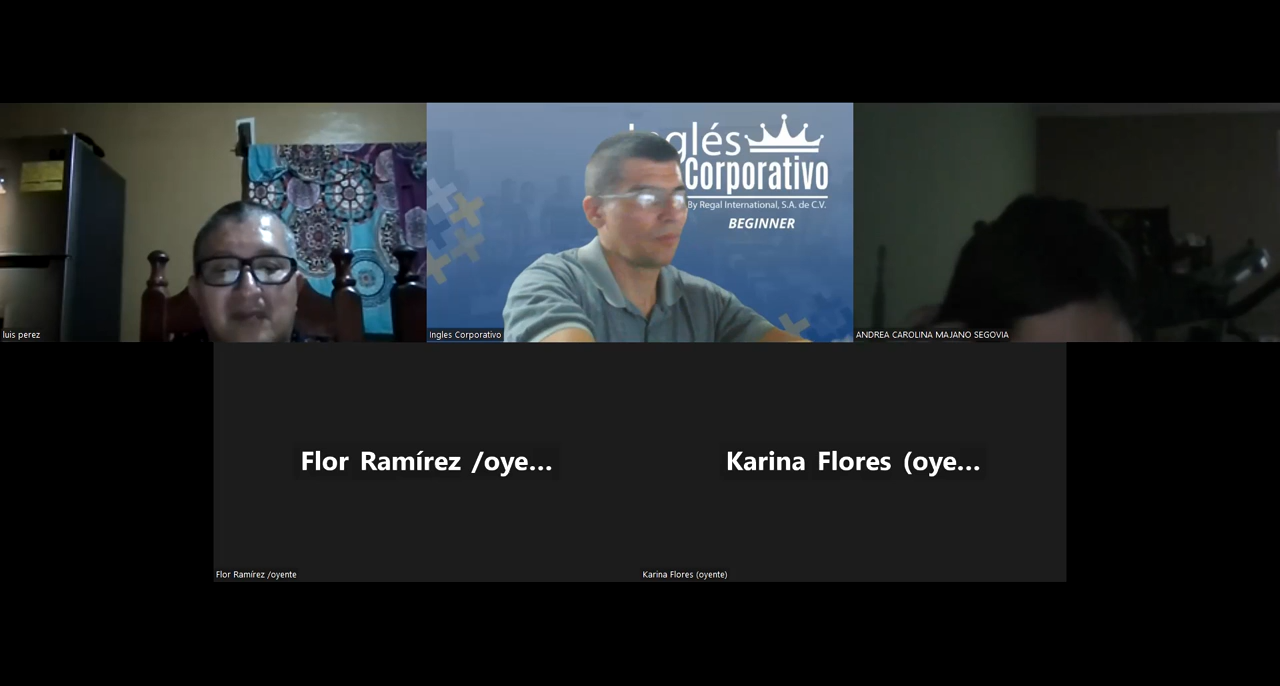 Inglés
Corporativo
By Regal International, S.A. de C.V.
BEGINNER
luis perez
Ingles Corporativo
ANDREA CAROLINA MAJANO SEGOVIA
Flor Ramírez /oye...
Karina Flores (oye...
Flor Ramírez /oyente
Karina Flores (oyente)